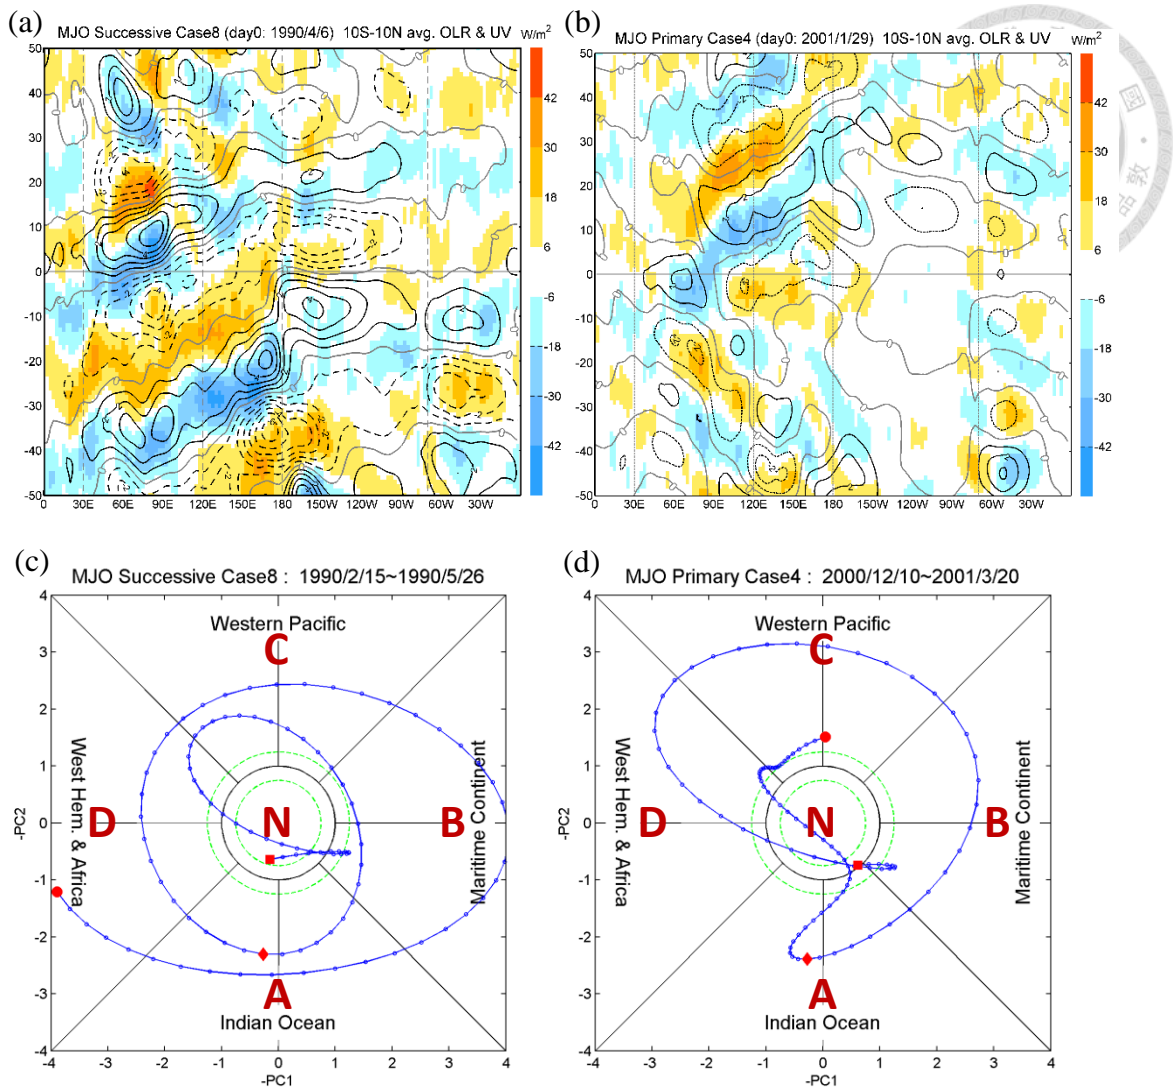 (a)
MJO Successive Case8 (day0: 1990/4/6) 10S-10N avg. OLR & UV W/m²
50
40
30
20
10
0
-10
-20
-30
-40
-50
0 30E 60E 90E 120E 150E 180 150W 120W 90W 60W 30W
42
30
18
6
-6
-18
-30
-42
(b)
MJO Primary Case4 (day0: 2001/1/29) 10S-10N avg. OLR & UV W/m²
50
40
30
20
10
0
-10
-20
-30
-40
-50
0 30E 60E 90E 120E 150E 180 150W 120W 90W 60W 30W
42
30
18
6
-6
-18
-30
-42
國
敦
品
(c)
MJO Successive Case8 : 1990/2/15~1990/5/26
4
3
2
1
0
-1
-2
-3
-4
-PC2
Western Pacific
C
West Hem. & Africa
D
N
B
Maritime Continent
A
Indian Ocean
-4 -3 -2 -1 0 1 2 3 4
-PC1
(d)
MJO Primary Case4 : 2000/12/10~2001/3/20
4
3
2
1
0
-1
-2
-3
-4
-PC2
Western Pacific
C
West Hem. & Africa
D
N
B
Maritime Continent
A
Indian Ocean
-4 -3 -2 -1 0 1 2 3 4
-PC1